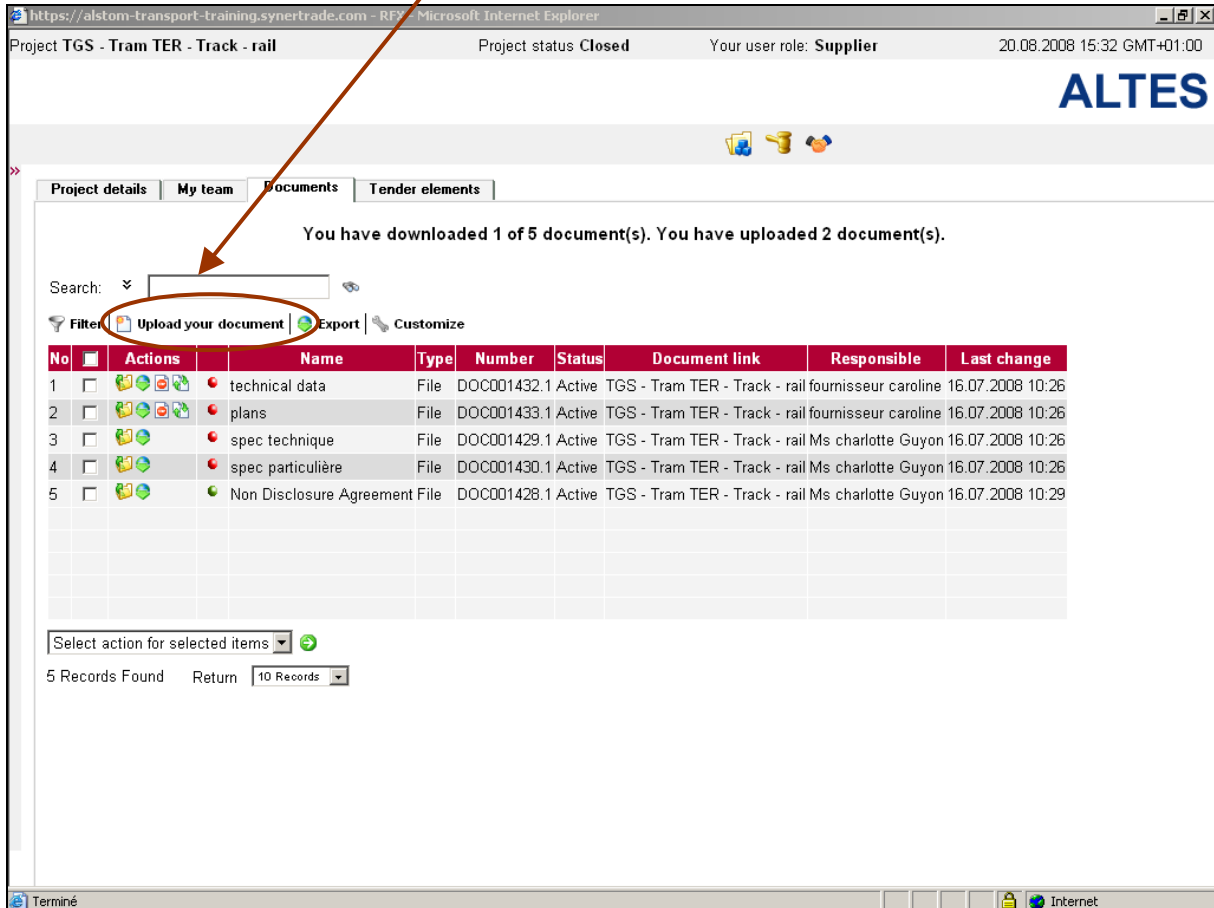 https://alstom-transport-training.synertrade.com - RFX - Microsoft Internet Explorer
Project TGS - Tram TER - Track - rail Project status Closed Your user role: Supplier 20.08.2008 15:32 GMT+01:00
ALTES
»
Project details My team Documents Tender elements
You have downloaded 1 of 5 document(s). You have uploaded 2 document(s).
Search:
Filter Upload your document Export Customize
No Actions Name Type Number Status Document link Responsible Last change
1 technical data File DOC001432.1 Active TGS - Tram TER - Track - rail fournisseur caroline 16.07.2008 10:26
2 plans File DOC001433.1 Active TGS - Tram TER - Track - rail fournisseur caroline 16.07.2008 10:26
3 spec technique File DOC001429.1 Active TGS - Tram TER - Track - rail Ms charlotte Guyon 16.07.2008 10:26
4 spec particulière File DOC001430.1 Active TGS - Tram TER - Track - rail Ms charlotte Guyon 16.07.2008 10:26
5 Non Disclosure Agreement File DOC001428.1 Active TGS - Tram TER - Track - rail Ms charlotte Guyon 16.07.2008 10:29
Select action for selected items
5 Records Found Return 10 Records
Terminé Internet